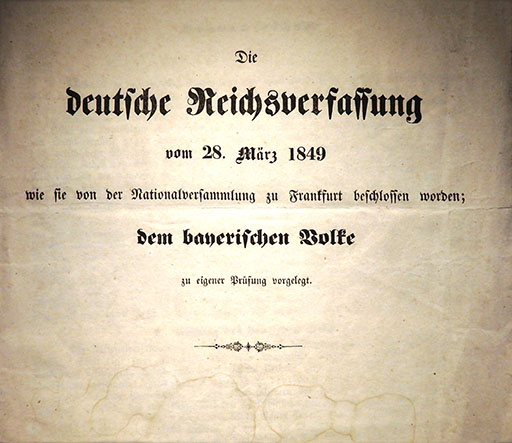 Die
deutſche Reichsverfaſſung
vom 28. März 1849
wie ſie von der Nationalverſammlung zu Frankfurt beſchloſſen worden;
dem bayeriſchen Volke
zu eigener Prüfung vorgelegt.